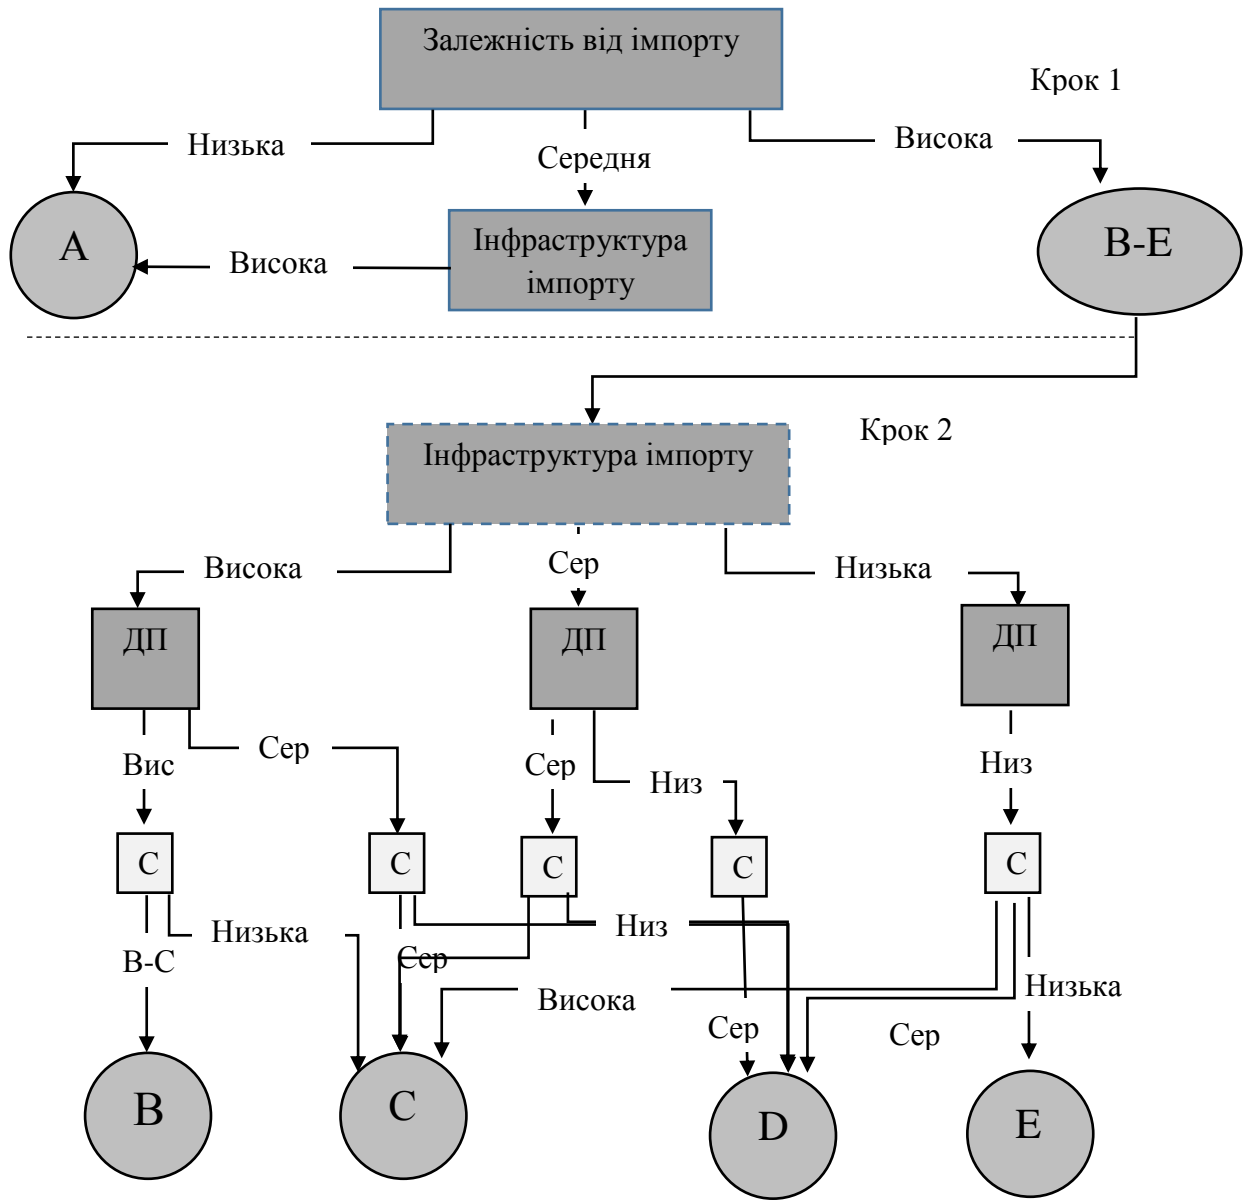 Залежність від імпорту
Крок 1
Низька
Середня
Висока
А
Висока
Інфраструктура
імпорту
В-Е
Крок 2
Інфраструктура імпорту
Висока
Сер
Низька
ДП
ДП
ДП
Вис
Сер
Сер
Низ
Низ
С
С
С
С
С
Низька
Низ
В-С
Сер
Висока
Низька
Сер
Сер
B
C
D
E